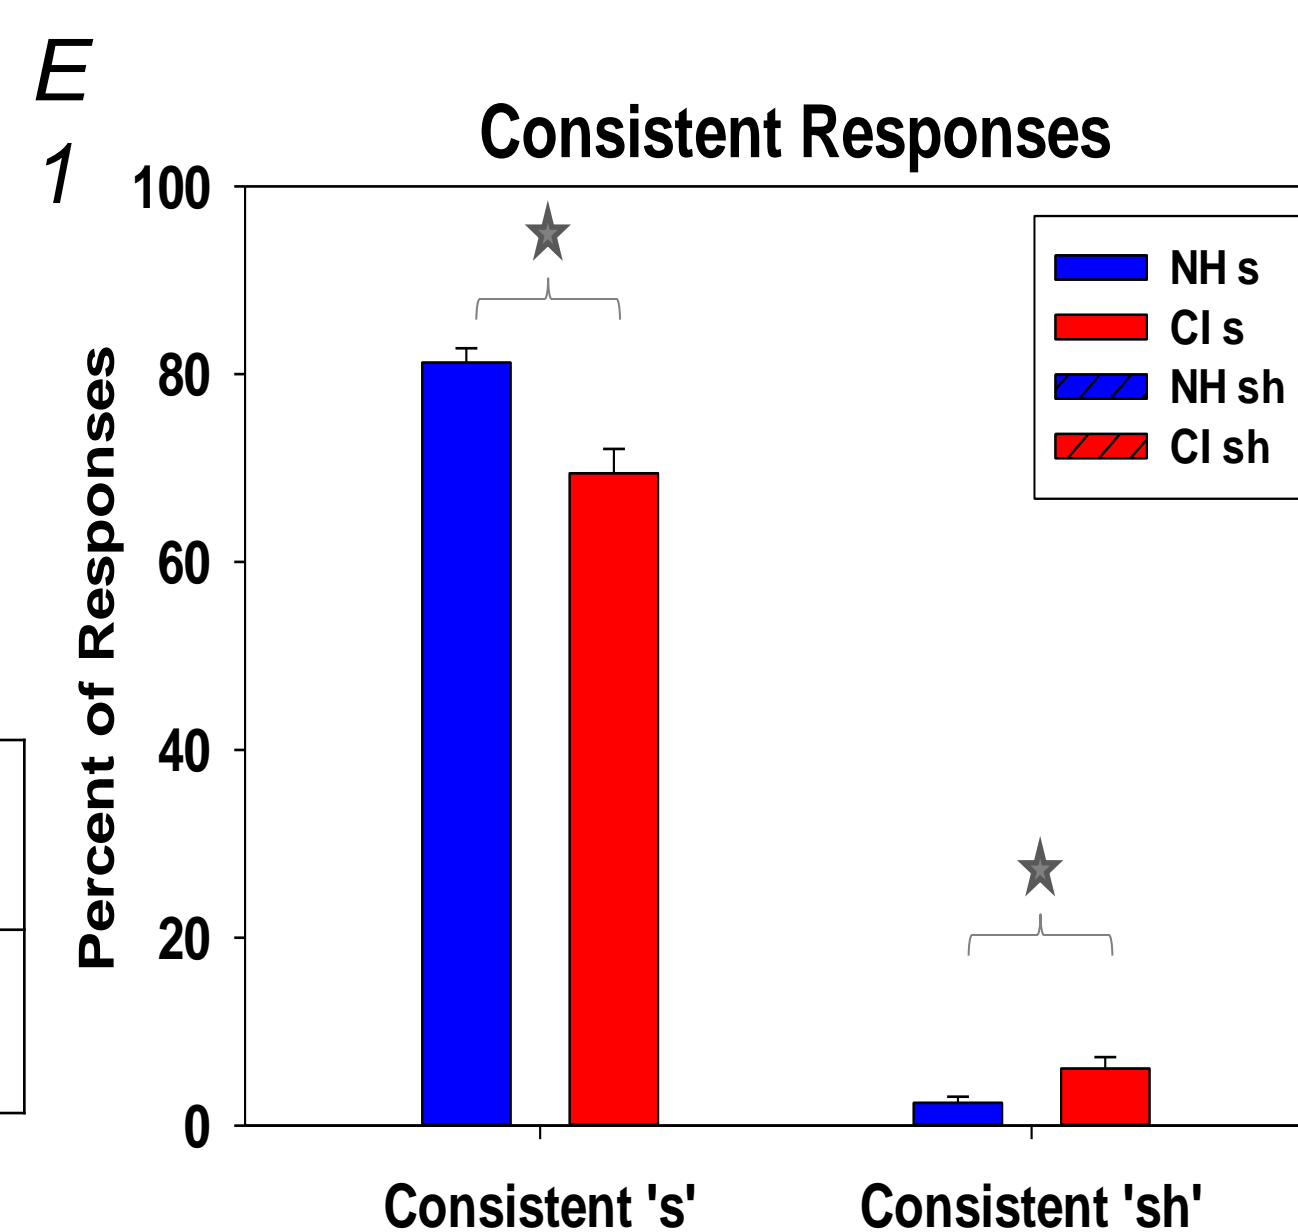 E
1
Consistent Responses
Percent of Responses
100
80
60
40
20
0
NH s
CI s
NH sh
CI sh
Consistent 's'
Consistent 'sh'